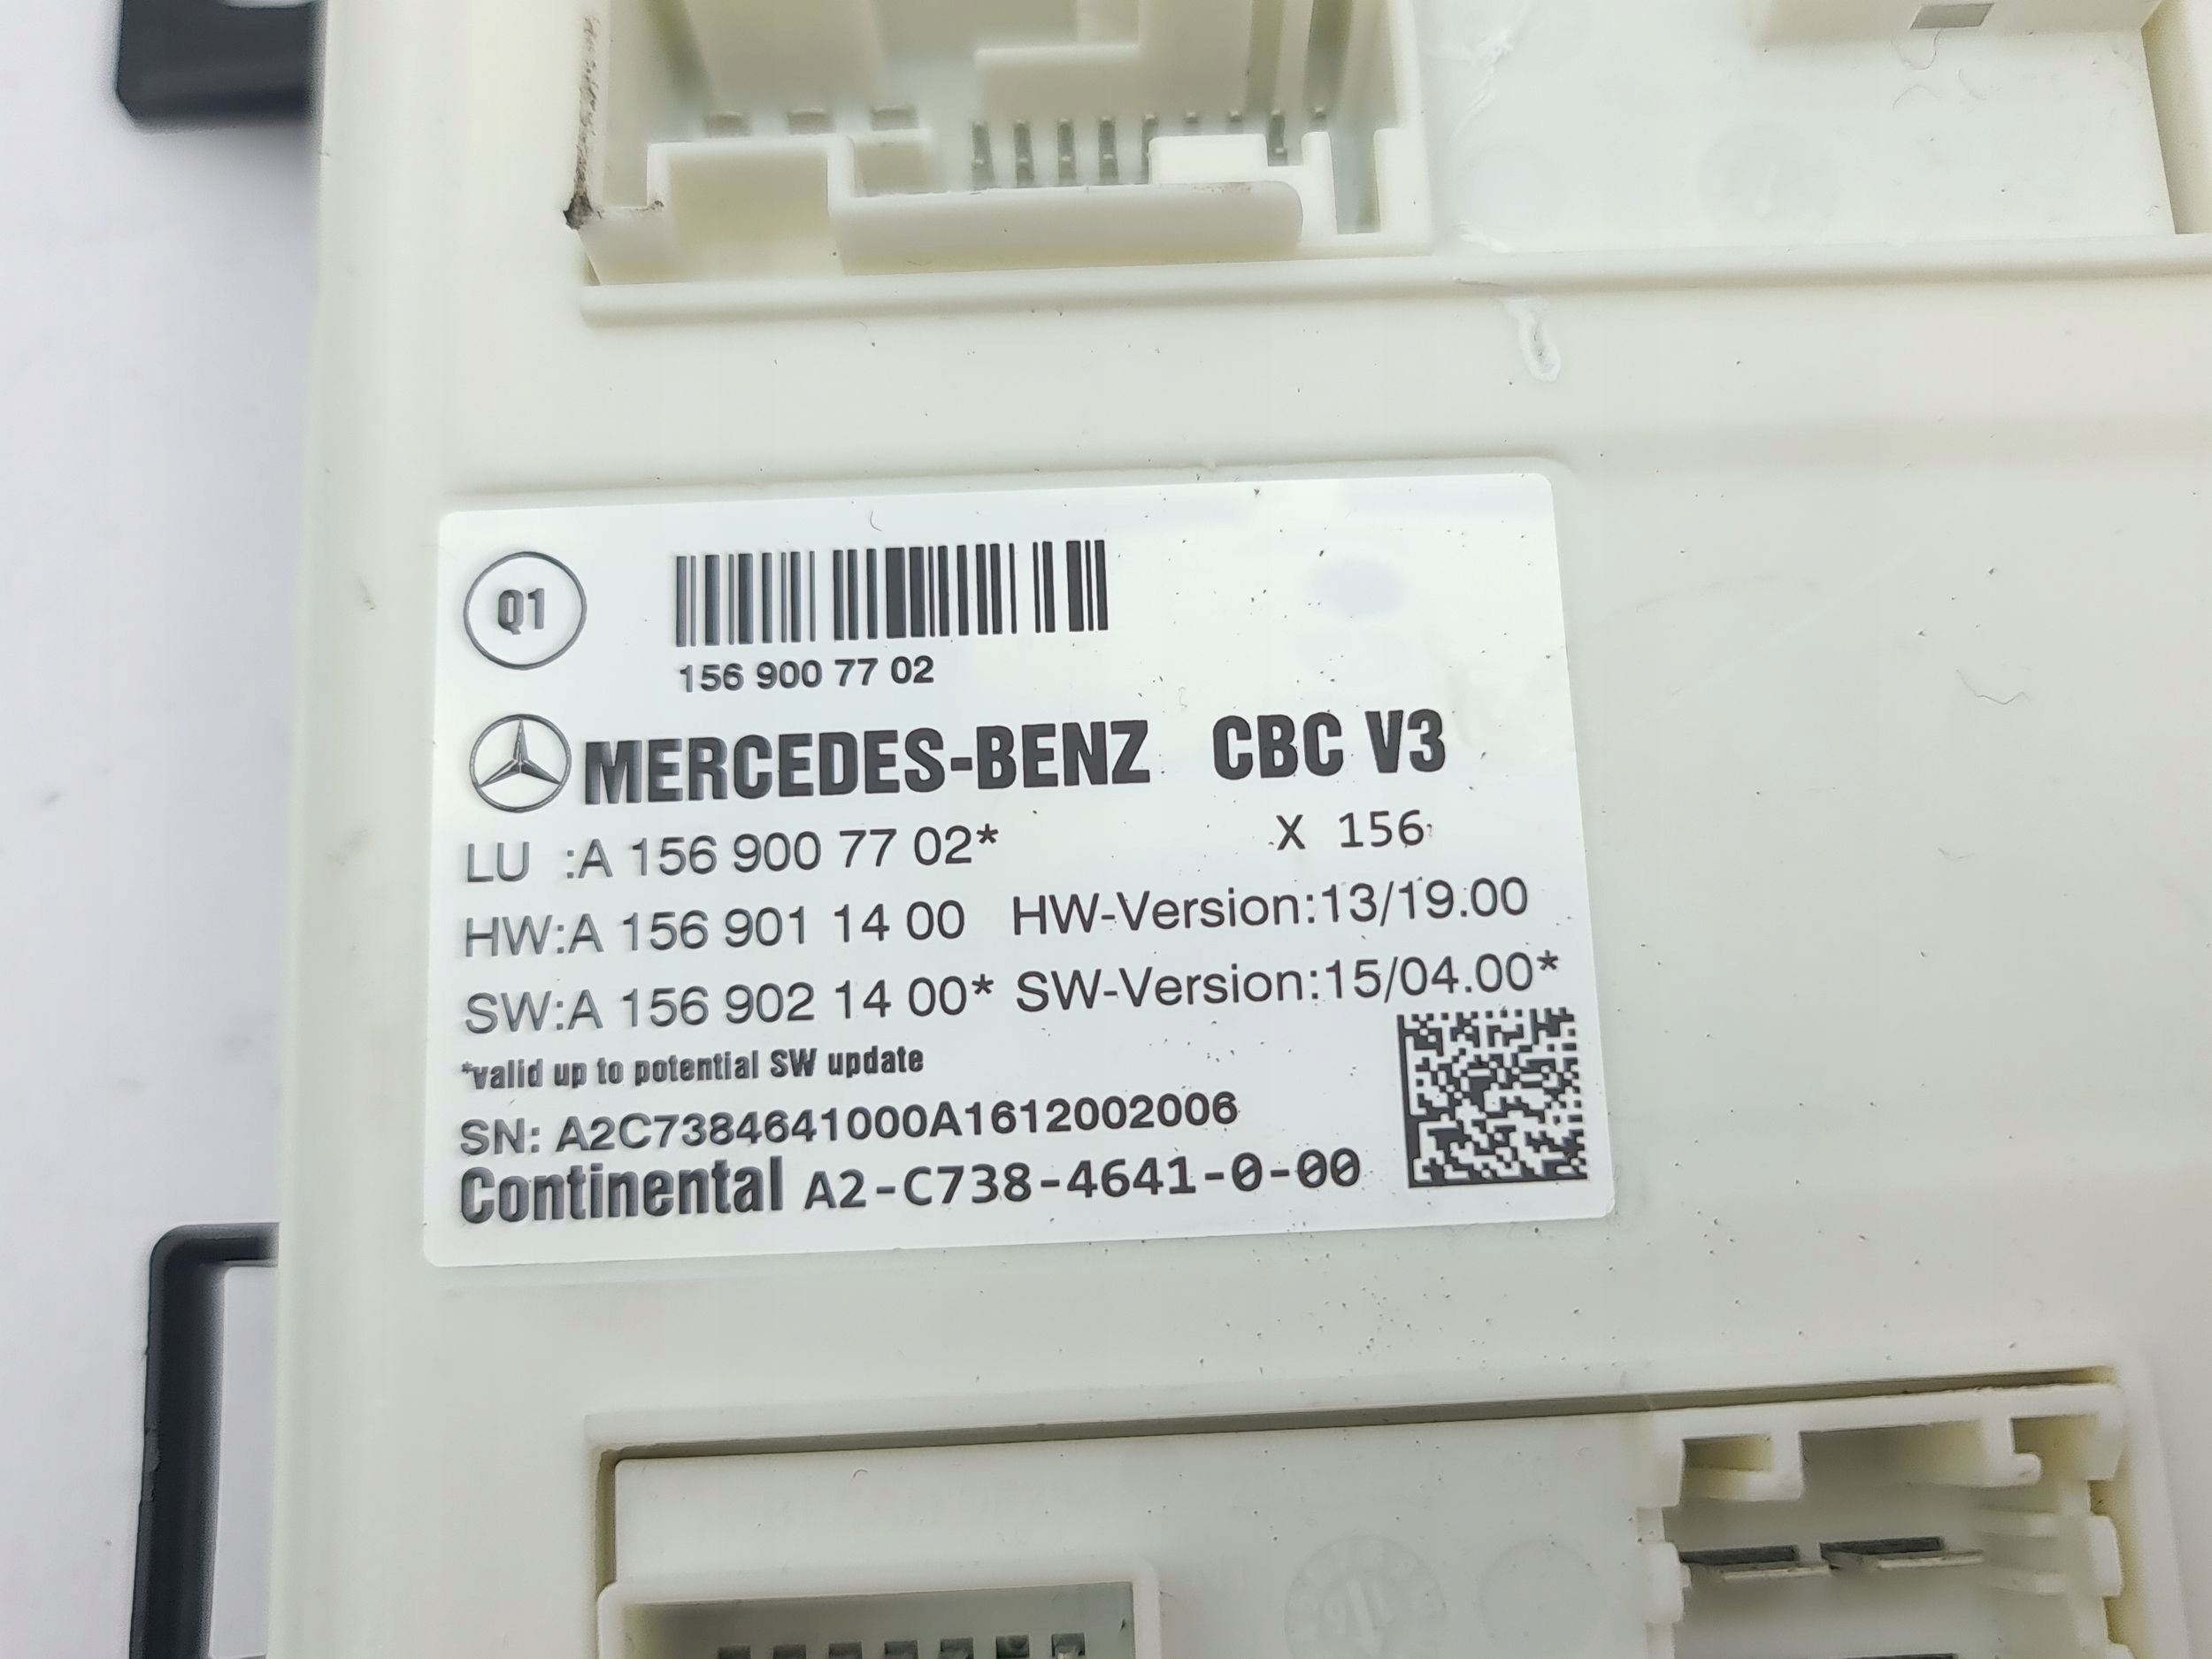 Q1
156 900 77 02
MERCEDES-BENZ CBC V3
LU :A 156 900 77 02* X 156
HW:A 156 901 14 00 HW-Version:13/19.00
SW:A 156 902 14 00* SW-Version:15/04.00*
*valid up to potential SW update
SN: A2C7384641000A1612002006
Continental A2-C738-4641-0-00